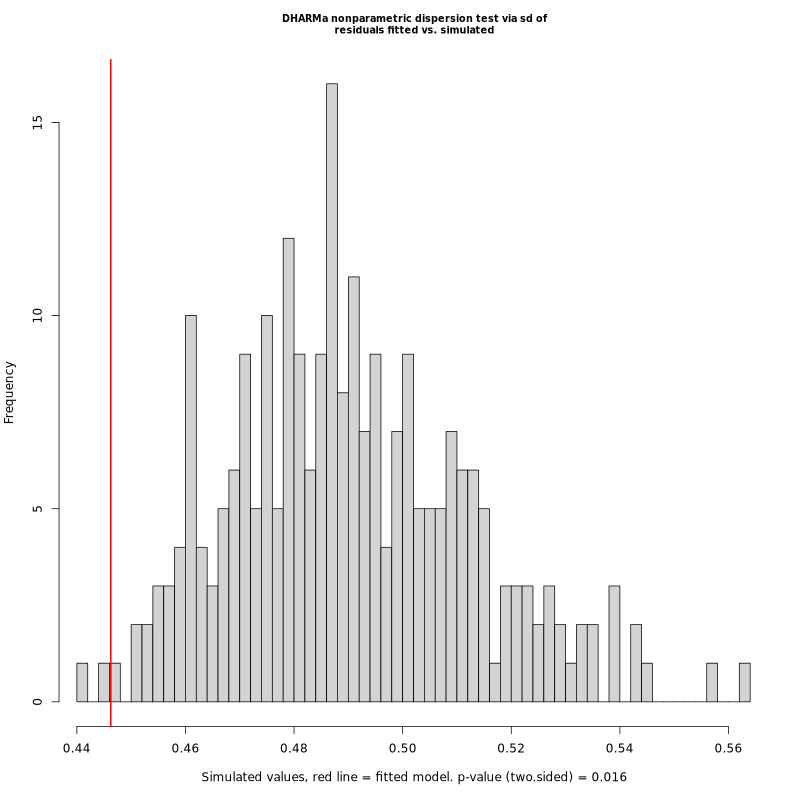 DHARMa nonparametric dispersion test via sd of
residuals fitted vs. simulated
Frequency
15
10
5
0
0.44 0.46 0.48 0.50 0.52 0.54 0.56
Simulated values, red line = fitted model. p-value (two.sided) = 0.016